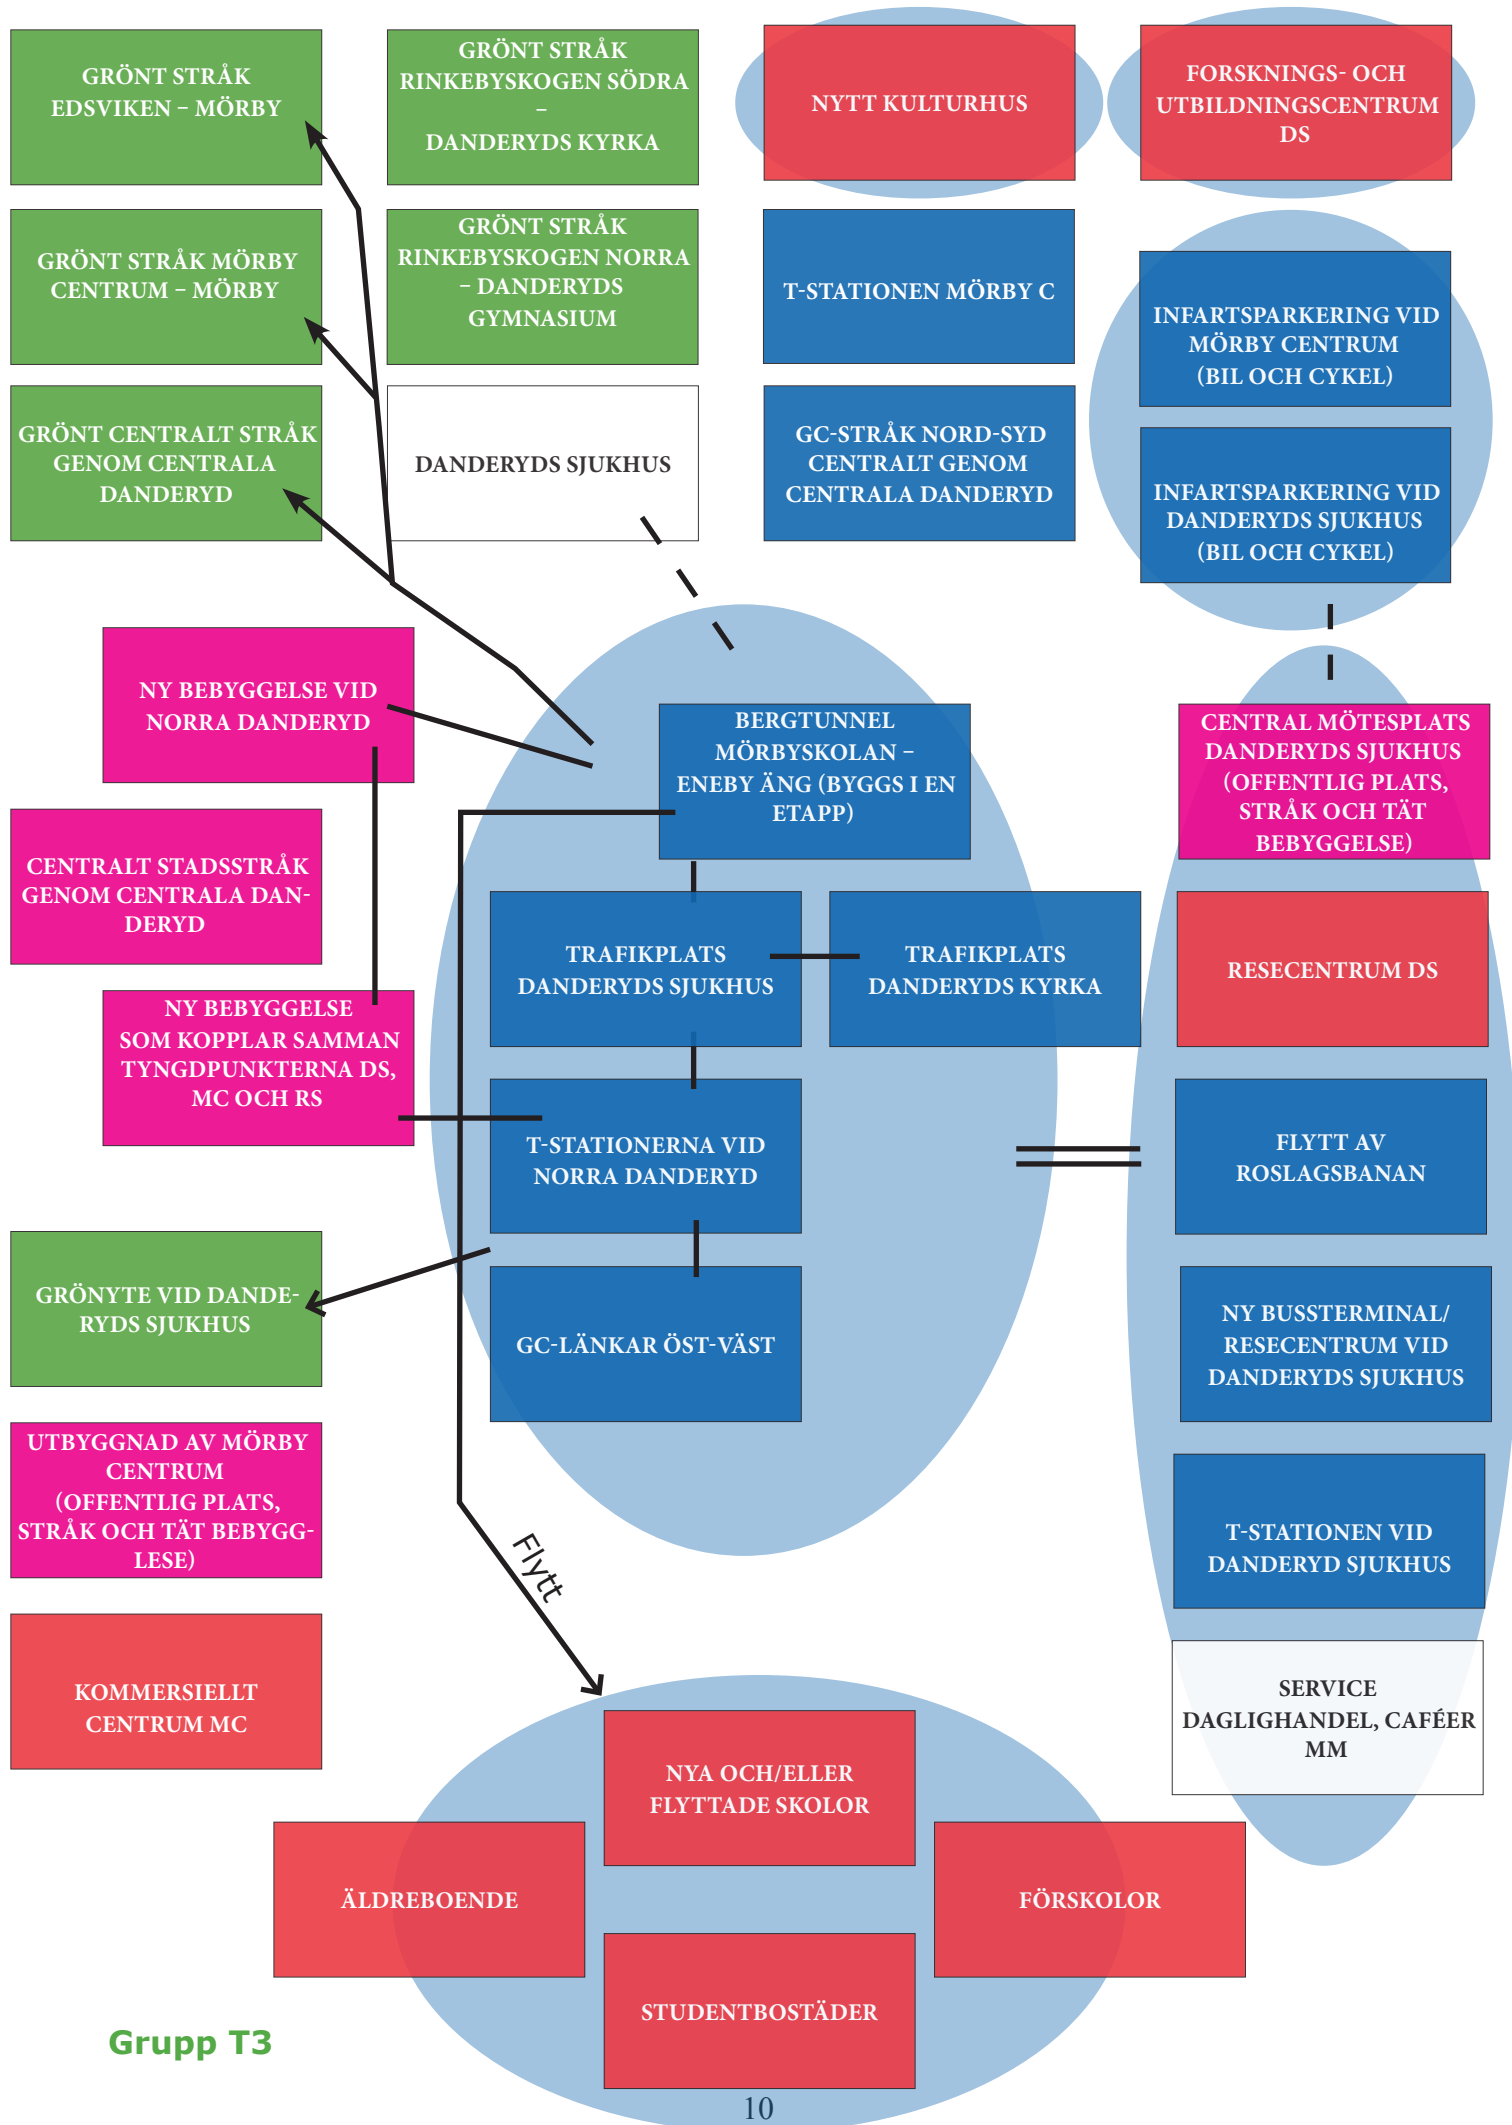 GRÖNT STRÅK
EDSVIKEN – MÖRBY
GRÖNT STRÅK
RINKEBYSKOGEN SÖDRA
–
DANDERYDS KYRKA
NYTT KULTURHUS
FORSKNINGS- OCH
UTBILDNINGSCENTRUM
DS
GRÖNT STRÅK MÖRBY
CENTRUM – MÖRBY
GRÖNT STRÅK
RINKEBYSKOGEN NORRA
– DANDERYDS
GYMNASIUM
T-STATIONEN MÖRBY C
INFARTSPARKERING VID
MÖRBY CENTRUM
(BIL OCH CYKEL)
GRÖNT CENTRALT STRÅK
GENOM CENTRALA
DANDERYD
DANDERYDS SJUKHUS
GC-STRÅK NORD-SYD
CENTRALT GENOM
CENTRALA DANDERYD
INFARTSPARKERING VID
DANDERYDS SJUKHUS
(BIL OCH CYKEL)
NY BEBYGGELSE VID
NORRA DANDERYD
BERGTUNNEL
MÖRBYSKOLAN –
ENEBY ÄNG (BYGGS I EN
ETAPP)
CENTRAL MÖTESPLATS
DANDERYDS SJUKHUS
(OFFENTLIG PLATS,
STRÅK OCH TÄT
BEBYGGELSE)
CENTRALT STADSSTRÅK
GENOM CENTRALA DAN-
DERYD
TRAFIKPLATS
DANDERYDS SJUKHUS
TRAFIKPLATS
DANDERYDS KYRKA
RESECENTRUM DS
NY BEBYGGELSE
SOM KOPPLAR SAMMAN
TYNGDPUNKTERNA DS,
MC OCH RS
T-STATIONERNA VID
NORRA DANDERYD
FLYTT AV
ROSLAGSBANAN
GRÖNYTE VID DANDE-
RYDS SJUKHUS
GC-LÄNKAR ÖST-VÄST
NY BUSSTERMINAL/
RESECENTRUM VID
DANDERYDS SJUKHUS
UTBYGGNAD AV MÖRBY
CENTRUM
(OFFENTLIG PLATS,
STRÅK OCH TÄT BEBYGG-
LESE)
Flytt
T-STATIONEN VID
DANDERYD SJUKHUS
KOMMERSIELLT
CENTRUM MC
SERVICE
DAGLIGHANDEL, CAFÉER
MM
NYA OCH/ELLER
FLYTTADE SKOLOR
ÄLDREBOENDE
FÖRSKOLOR
STUDENTBOSTÄDER
Grupp T3
10